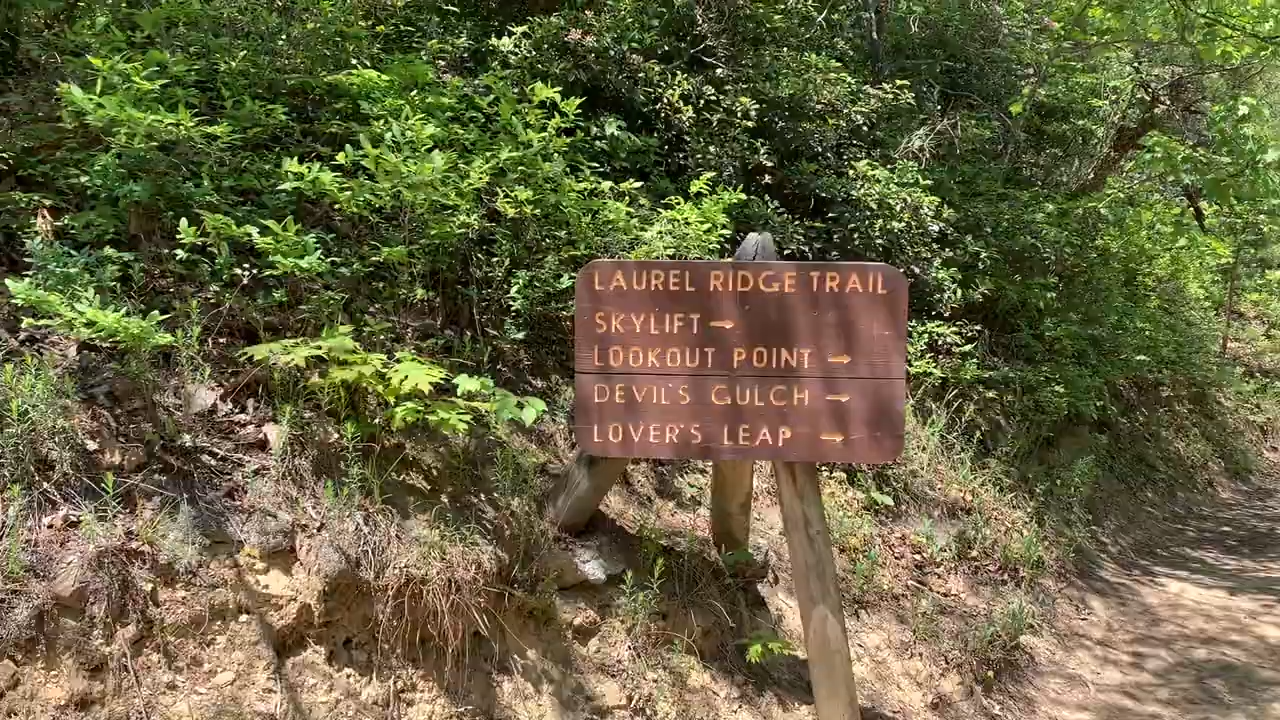 LAUREL RIDGE TRAIL
SKYLIFT →
LOOKOUT POINT →
DEVIL'S GULCH →
LOVER'S LEAP →